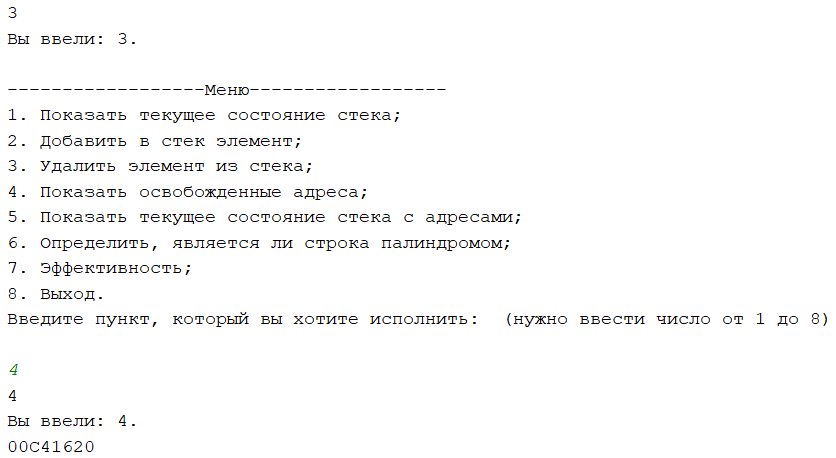 3
Вы ввели: 3.
------------------Меню------------------
1. Показать текущее состояние стека;
2. Добавить в стек элемент;
3. Удалить элемент из стека;
4. Показать освобожденные адреса;
5. Показать текущее состояние стека с адресами;
6. Определить, является ли строка палиндромом;
7. Эффективность;
8. Выход.
Введите пункт, который вы хотите исполнить:  (нужно ввести число от 1 до 8)
4
4
Вы ввели: 4.
00C41620